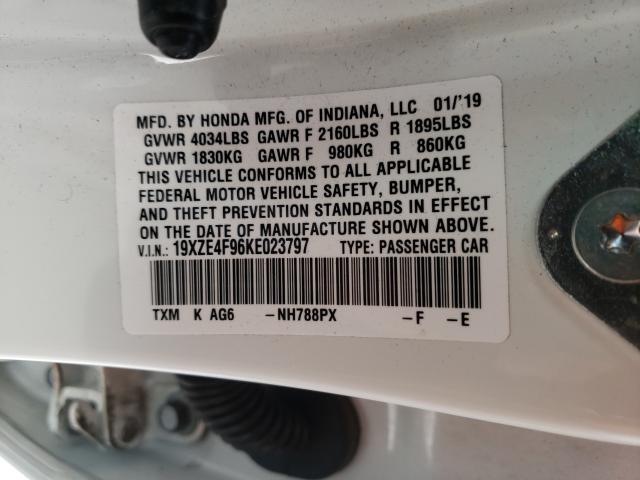 MFD. BY HONDA MFG. OF INDIANA, LLC 01/'19
GVWR 4034LBS GAWR F 2160LBS R 1895LBS
GVWR 1830KG GAWR F 980KG R 860KG
THIS VEHICLE CONFORMS TO ALL APPLICABLE
FEDERAL MOTOR VEHICLE SAFETY, BUMPER,
AND THEFT PREVENTION STANDARDS IN EFFECT
ON THE DATE OF MANUFACTURE SHOWN ABOVE.
V.I.N.: 19XZE4F96KE023797 TYPE: PASSENGER CAR
TXM K AG6 -NH788PX -F -E